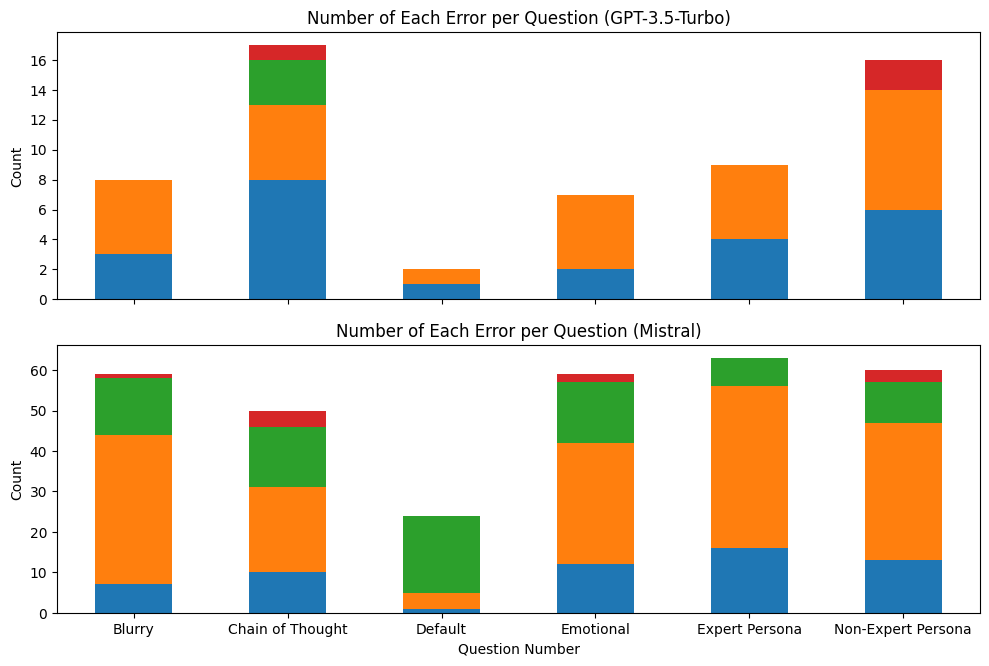 Number of Each Error per Question (GPT-3.5-Turbo)
16
14
12
10
8
6
4
2
0
Count
Number of Each Error per Question (Mistral)
60
50
40
30
20
10
0
Count
Blurry Chain of Thought Default Emotional Expert Persona Non-Expert Persona
Question Number